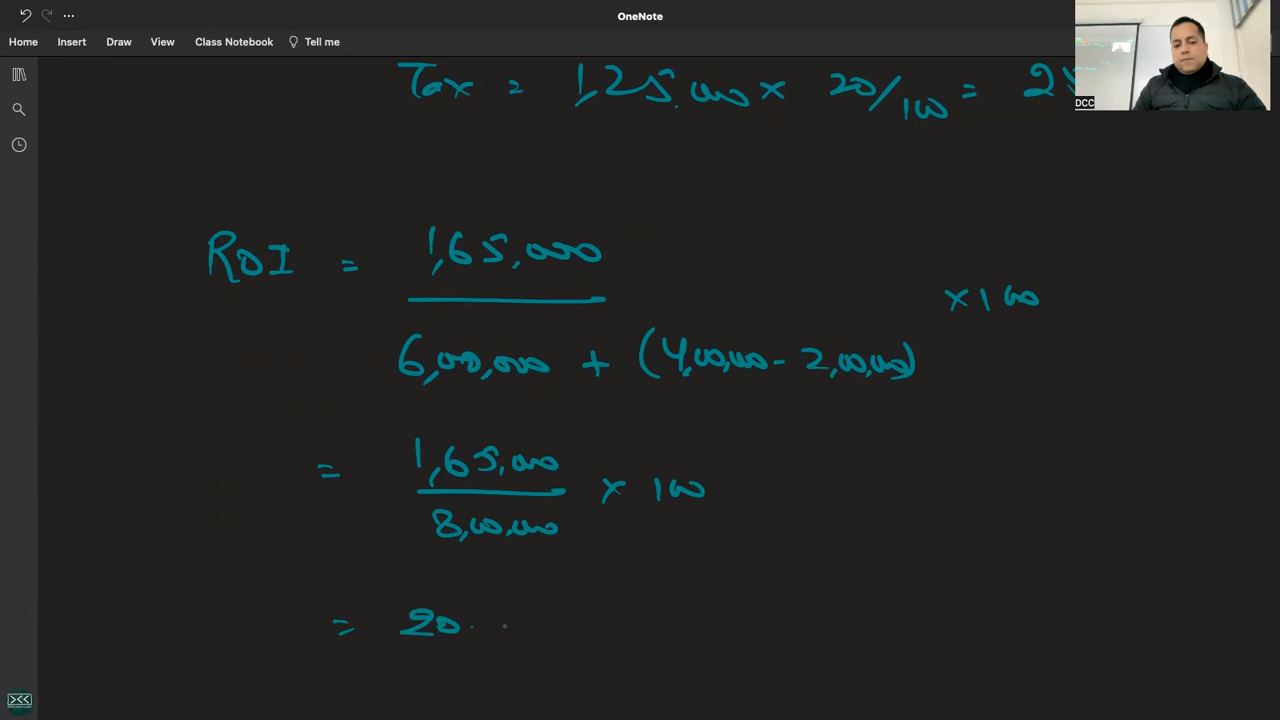 OneNote
Home Insert Draw View Class Notebook Tell me
DCC
Tax = 1,25,000 x 20/100 =
ROI = 1,65,000
x 100
6,00,000 + (4,00,000 - 2,00,000)
= 1,65,000 x 100
8,00,000
= 20.